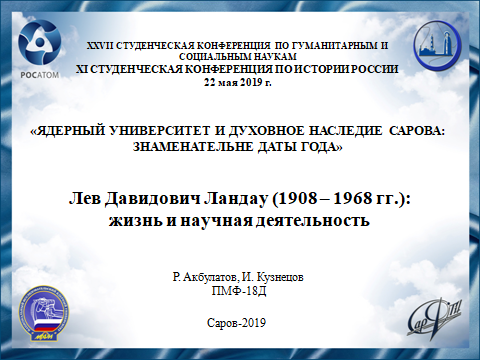 XXVII СТУДЕНЧЕСКАЯ КОНФЕРЕНЦИЯ ПО ГУМАНИТАРНЫМ И
СОЦИАЛЬНЫМ НАУКАМ
XI СТУДЕНЧЕСКАЯ КОНФЕРЕНЦИЯ ПО ИСТОРИИ РОССИИ
22 мая 2019 г.
РОСАТОМ
«ЯДЕРНЫЙ УНИВЕРСИТЕТ И ДУХОВНОЕ НАСЛЕДИЕ САРОВА:
ЗНАМЕНАТЕЛЬНЕ ДАТЫ ГОДА»
Лев Давидович Ландау (1908 – 1968 гг.):
жизнь и научная деятельность
Р. Акбулатов, И. Кузнецов
ПМФ-18Д
Саров-2019
СарФТИ